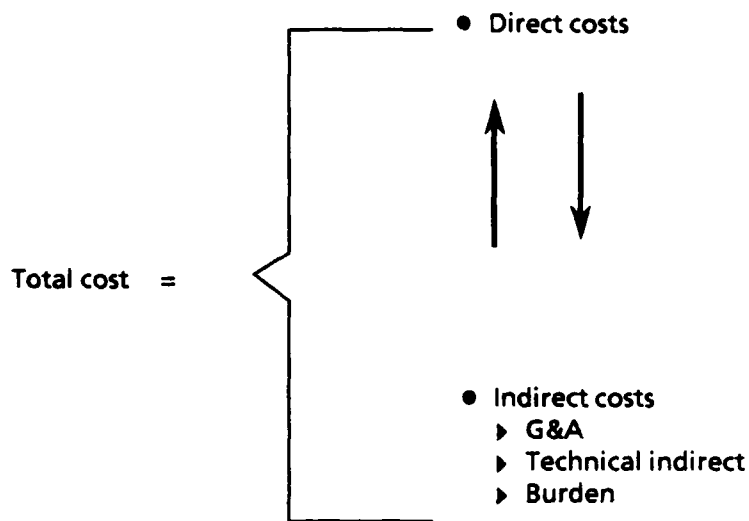 • Direct costs
Total cost =
• Indirect costs
▶ G&A
▶ Technical indirect
▶ Burden